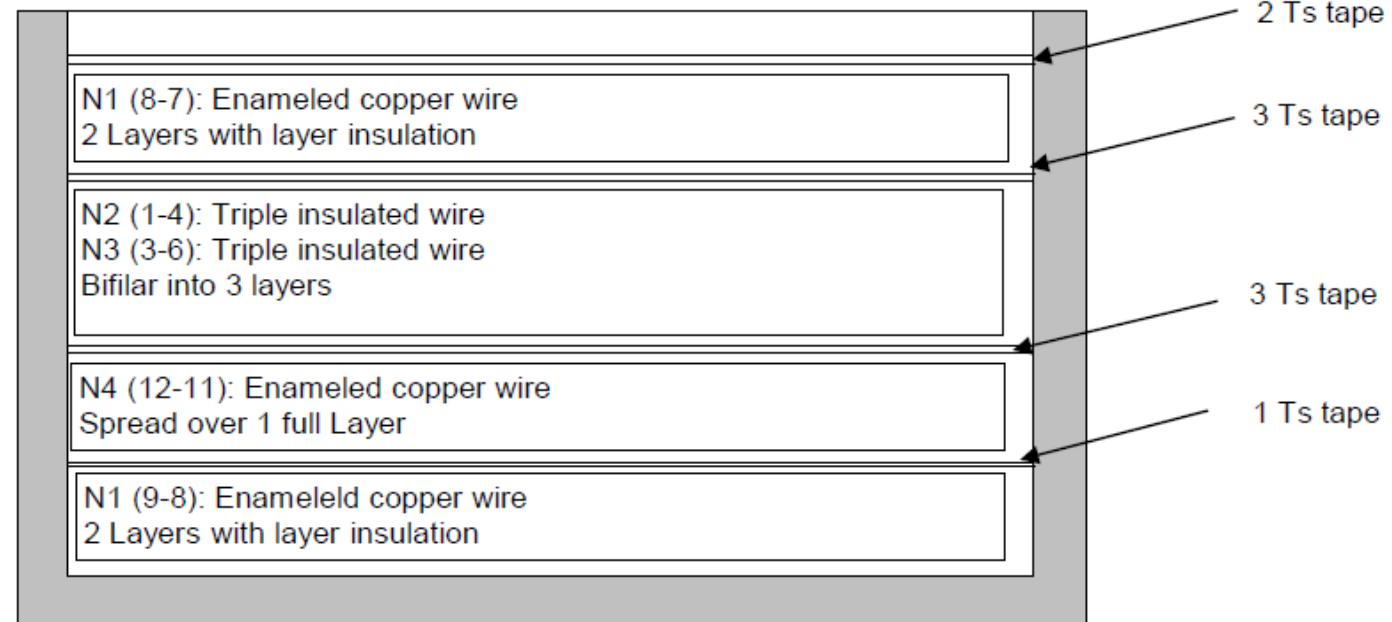 2 Ts tape
N1 (8-7): Enameled copper wire
2 Layers with layer insulation
3 Ts tape
N2 (1-4): Triple insulated wire
N3 (3-6): Triple insulated wire
Bifilar into 3 layers
3 Ts tape
N4 (12-11): Enameled copper wire
Spread over 1 full Layer
1 Ts tape
N1 (9-8): Enameleld copper wire
2 Layers with layer insulation